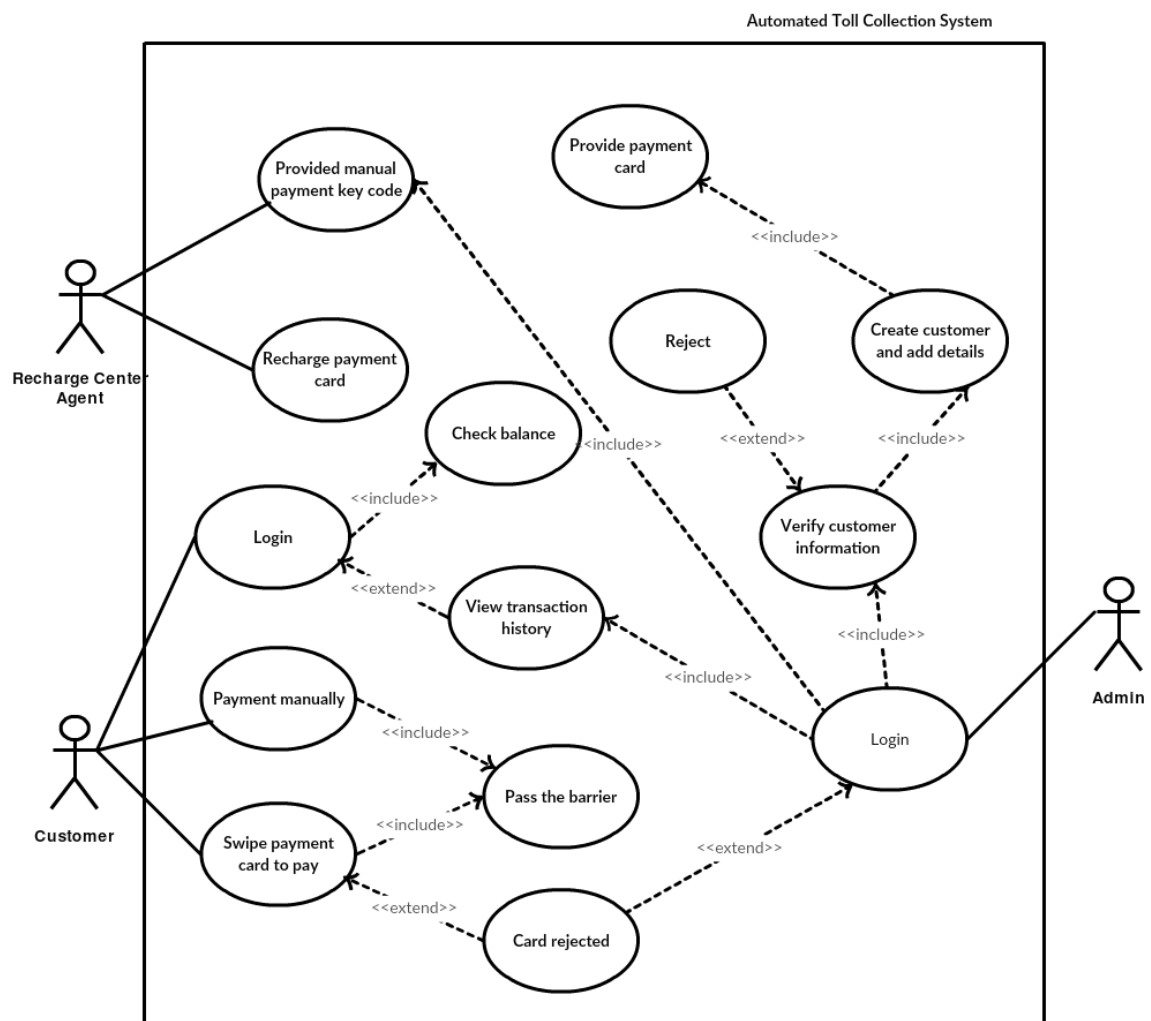 Automated Toll Collection System
Provided manual
payment key code
Provide payment
card
<<include>>
Recharge Center
Agent
Recharge payment
card
Reject
Create customer
and add details
Check balance
<<include>>
<<extend>>
<<include>>
<<include>>
Login
Verify customer
information
<<extend>>
View transaction
history
<<include>>
<<include>>
Payment manually
Admin
<<include>>
Login
Pass the barrier
Customer
Swipe payment
card to pay
<<include>>
<<extend>>
<<extend>>
Card rejected